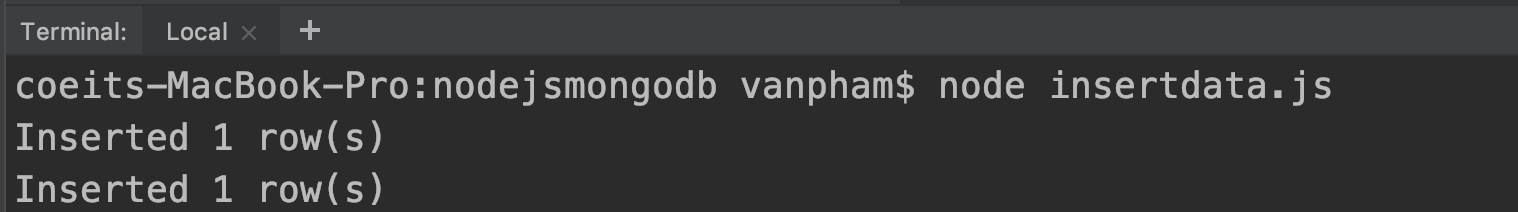 Terminal: Local × +
coeits-MacBook-Pro:nodejsmongodb vanpham$ node insertdata.js
Inserted 1 row(s)
Inserted 1 row(s)